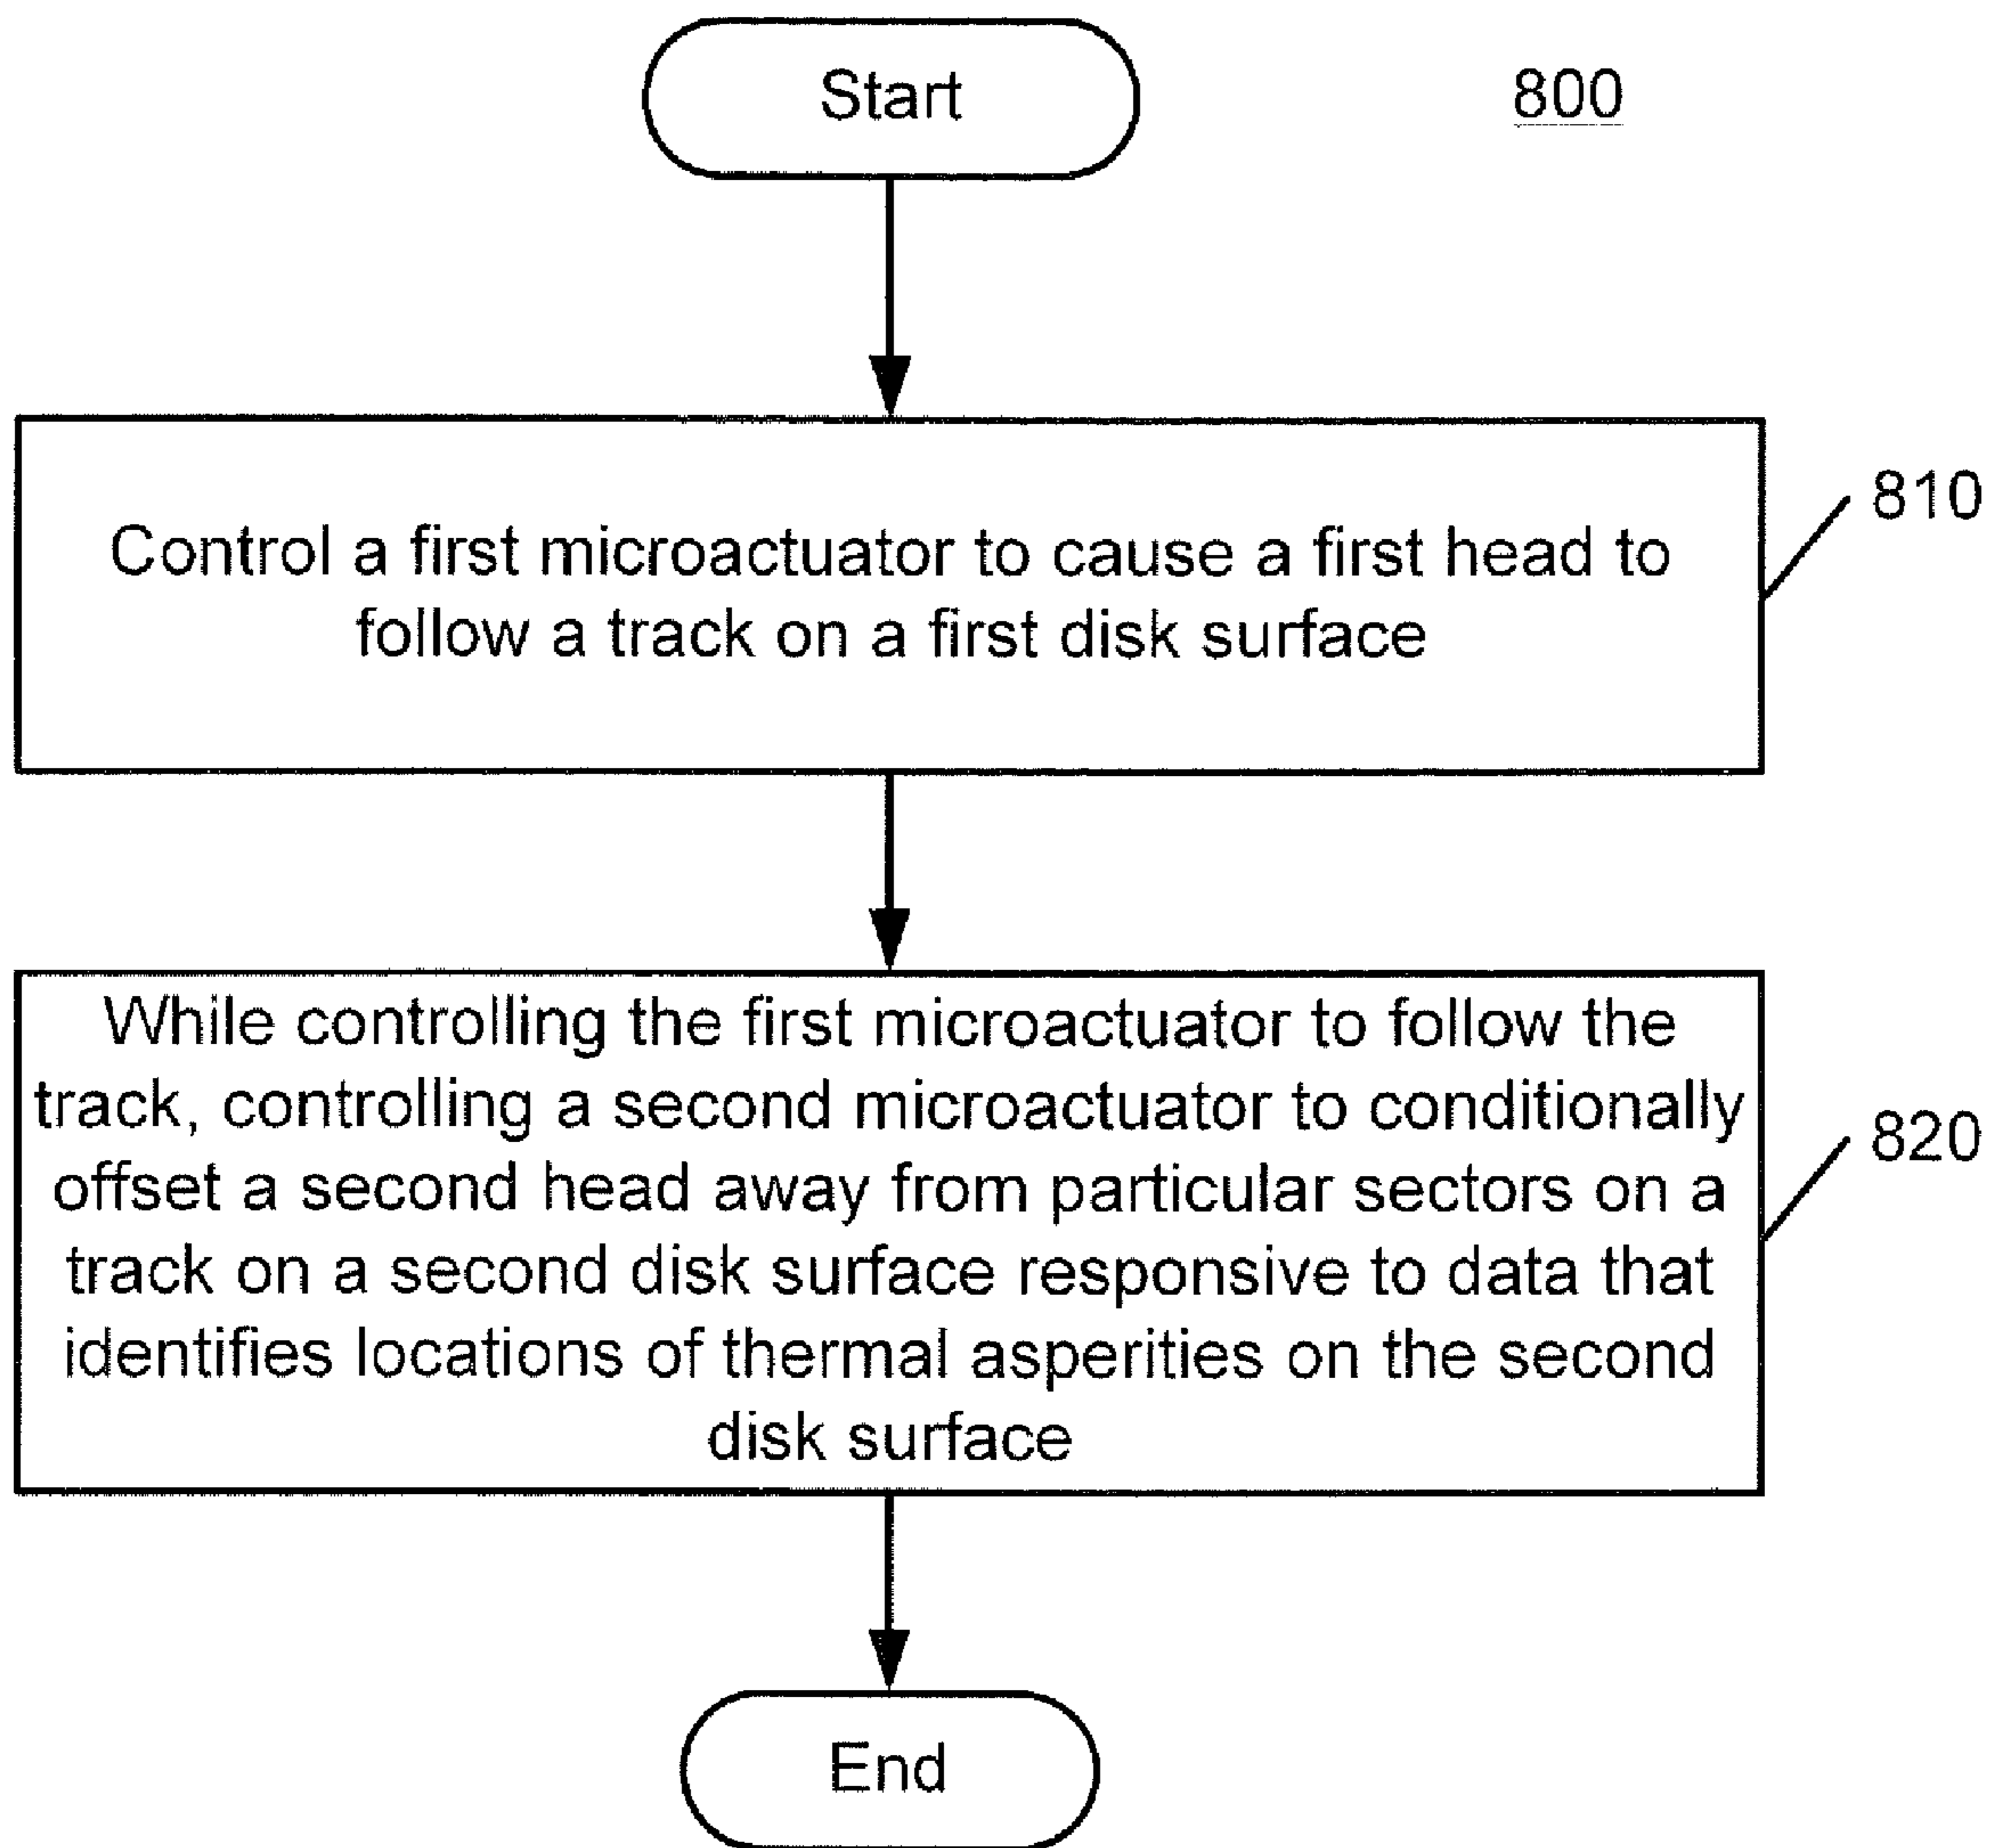 Start
800
Control a first microactuator to cause a first head to
follow a track on a first disk surface
810
While controlling the first microactuator to follow the
track, controlling a second microactuator to conditionally
offset a second head away from particular sectors on a
track on a second disk surface responsive to data that
identifies locations of thermal asperities on the second
disk surface
820
End